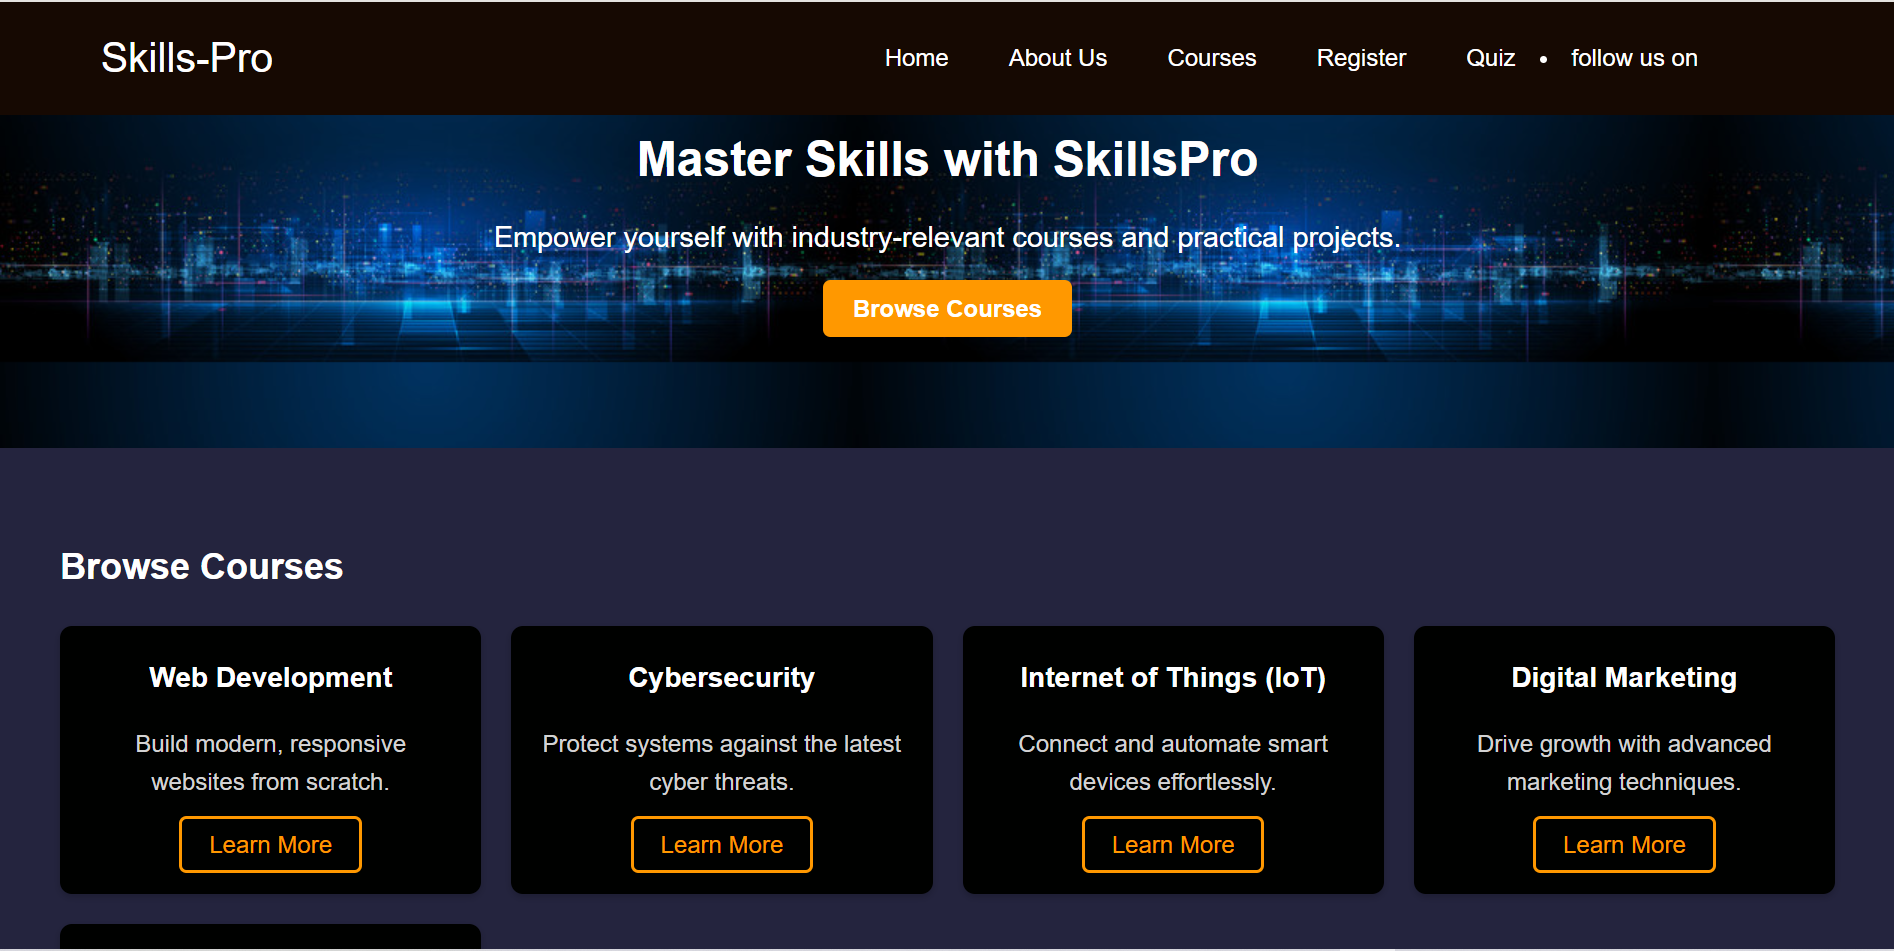 Skills-Pro
Home About Us Courses Register Quiz • follow us on
Master Skills with SkillsPro
Empower yourself with industry-relevant courses and practical projects.
Browse Courses
Browse Courses
Web Development
Build modern, responsive
websites from scratch.
Learn More
Cybersecurity
Protect systems against the latest
cyber threats.
Learn More
Internet of Things (IoT)
Connect and automate smart
devices effortlessly.
Learn More
Digital Marketing
Drive growth with advanced
marketing techniques.
Learn More